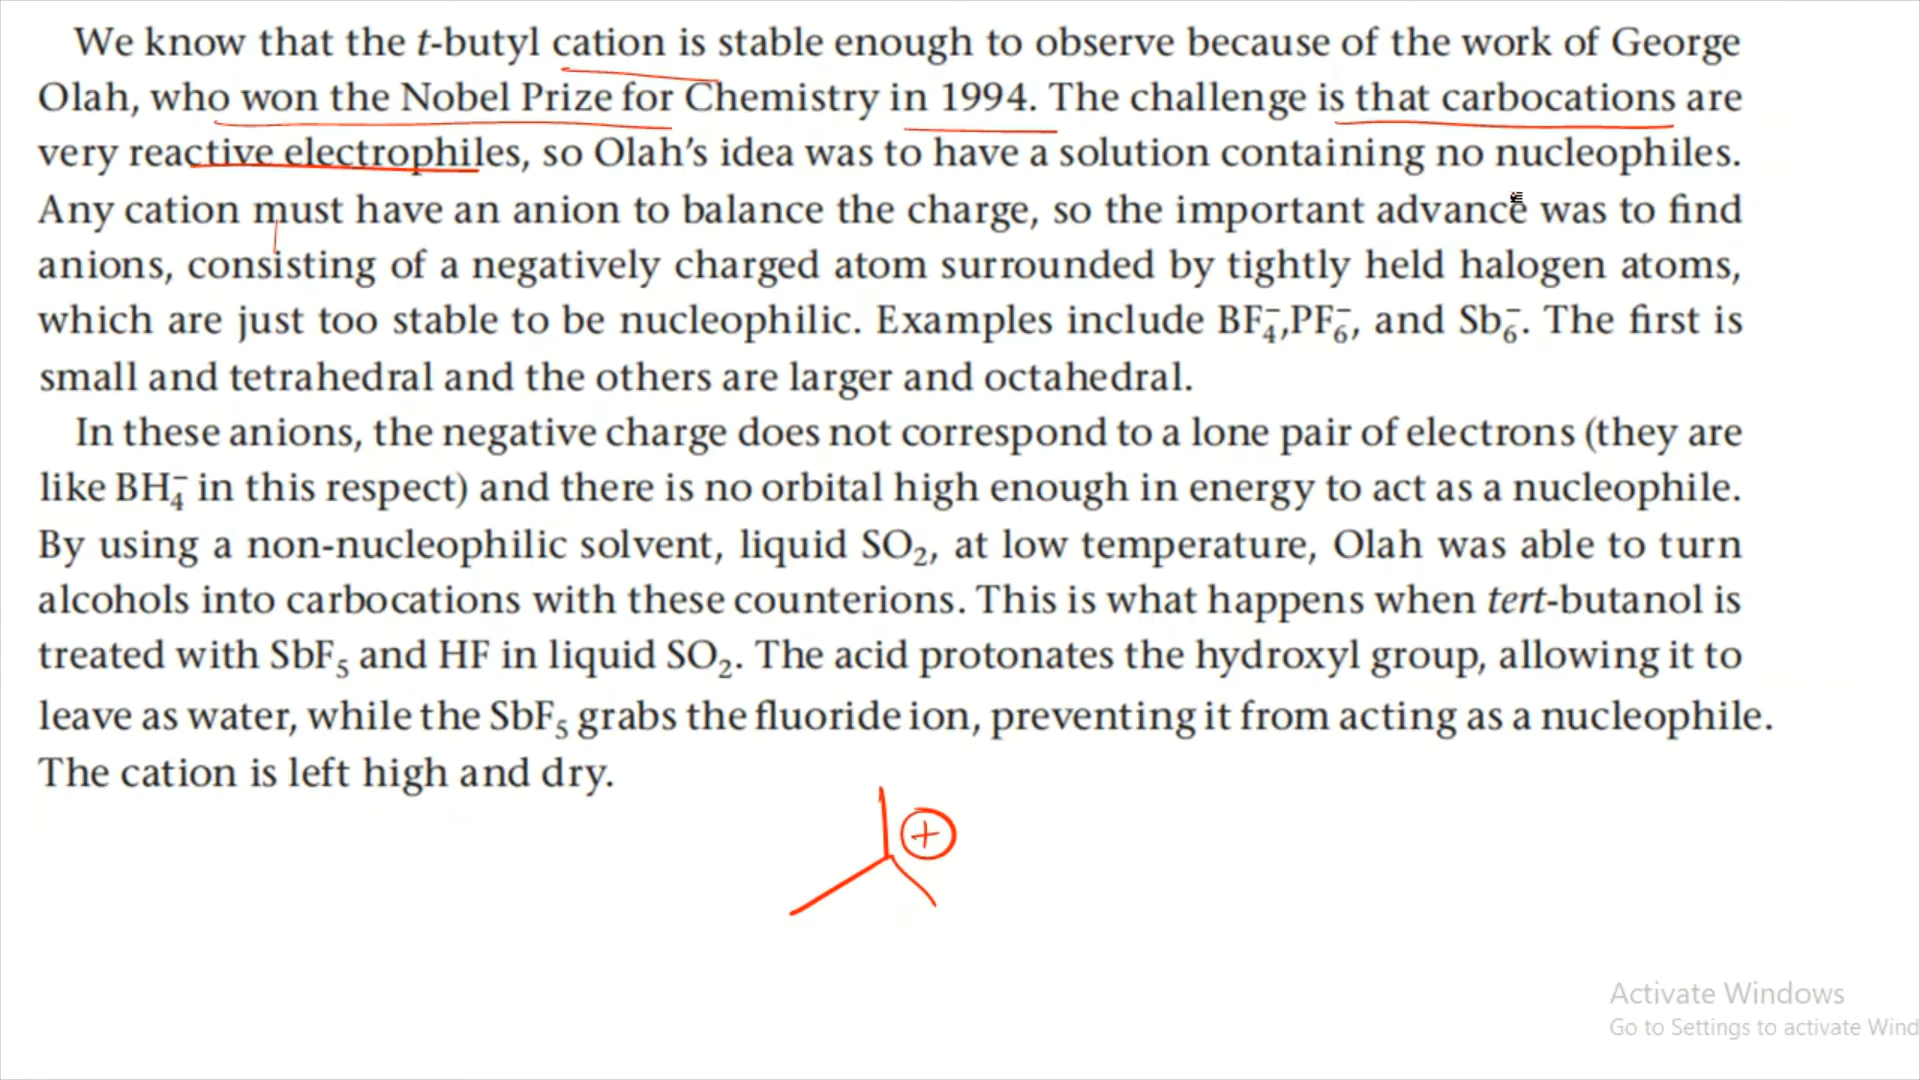 We know that the t-butyl cation is stable enough to observe because of the work of George
Olah, who won the Nobel Prize for Chemistry in 1994. The challenge is that carbocations are
very reactive electrophiles, so Olah’s idea was to have a solution containing no nucleophiles.
Any cation must have an anion to balance the charge, so the important advance was to find
anions, consisting of a negatively charged atom surrounded by tightly held halogen atoms,
which are just too stable to be nucleophilic. Examples include BF₄⁻,PF₆⁻, and Sb₆⁻. The first is
small and tetrahedral and the others are larger and octahedral.
In these anions, the negative charge does not correspond to a lone pair of electrons (they are
like BH₄⁻ in this respect) and there is no orbital high enough in energy to act as a nucleophile.
By using a non-nucleophilic solvent, liquid SO₂, at low temperature, Olah was able to turn
alcohols into carbocations with these counterions. This is what happens when tert-butanol is
treated with SbF₅ and HF in liquid SO₂. The acid protonates the hydroxyl group, allowing it to
leave as water, while the SbF₅ grabs the fluoride ion, preventing it from acting as a nucleophile.
The cation is left high and dry.
+
Activate Windows
Go to Settings to activate Wind